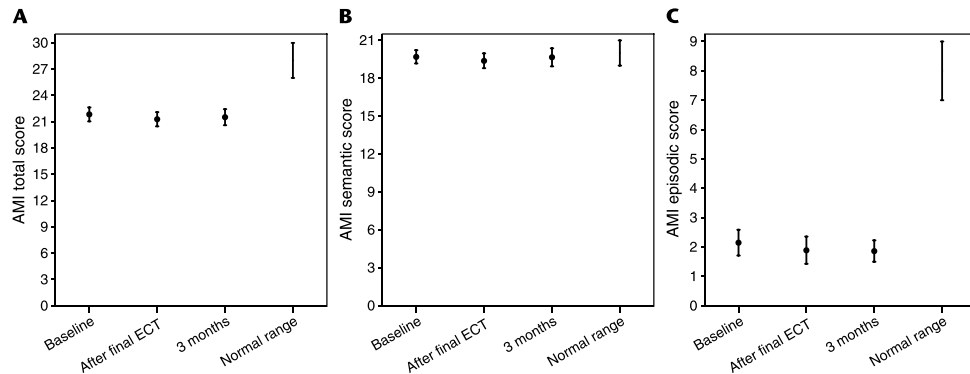 A
AMI total score
30
27
24
21
18
15
12
9
6
3
0
Baseline
After final ECT
3 months
Normal range
B
AMI semantic score
21
18
15
12
9
6
3
0
Baseline
After final ECT
3 months
Normal range
C
AMI episodic score
9
8
7
6
5
4
3
2
1
0
Baseline
After final ECT
3 months
Normal range